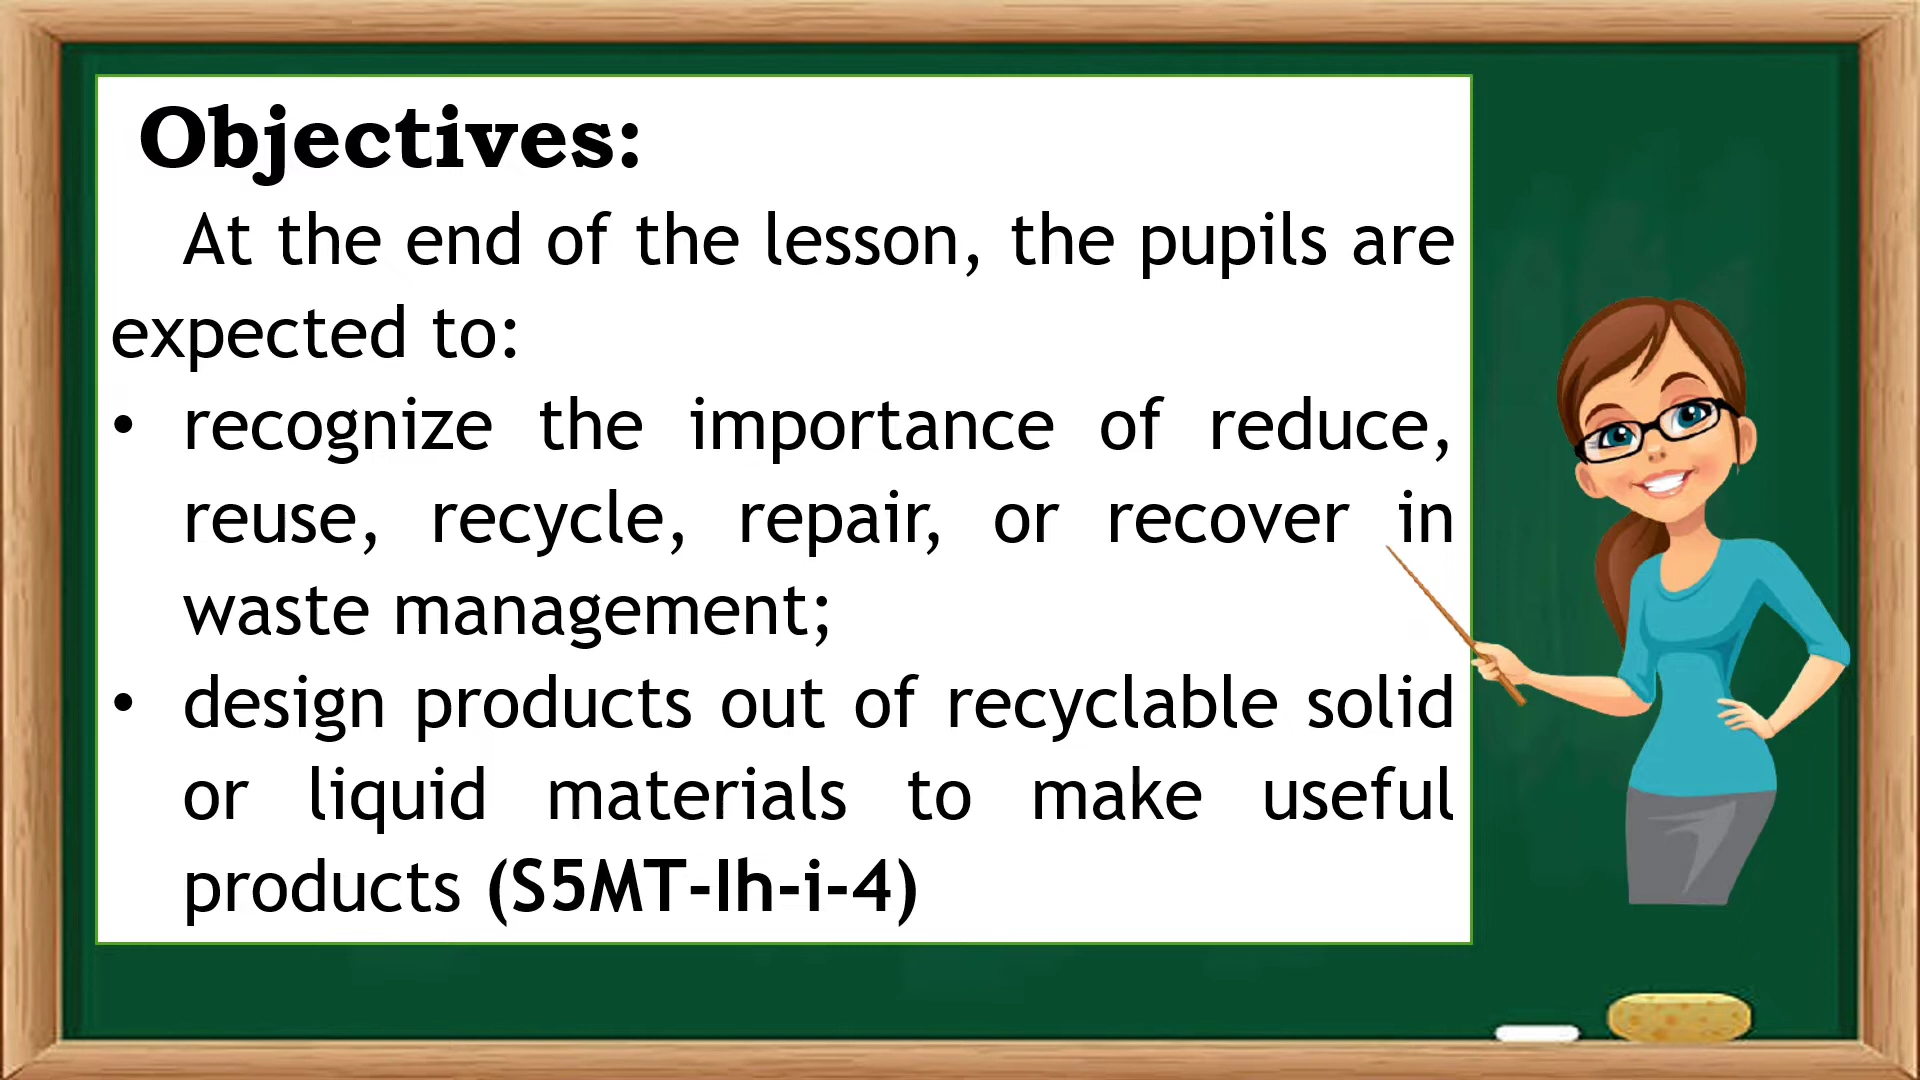 Objectives:
At the end of the lesson, the pupils are
expected to:
• recognize the importance of reduce,
reuse, recycle, repair, or recover in
waste management;
• design products out of recyclable solid
or liquid materials to make useful
products (S5MT-Ih-i-4)